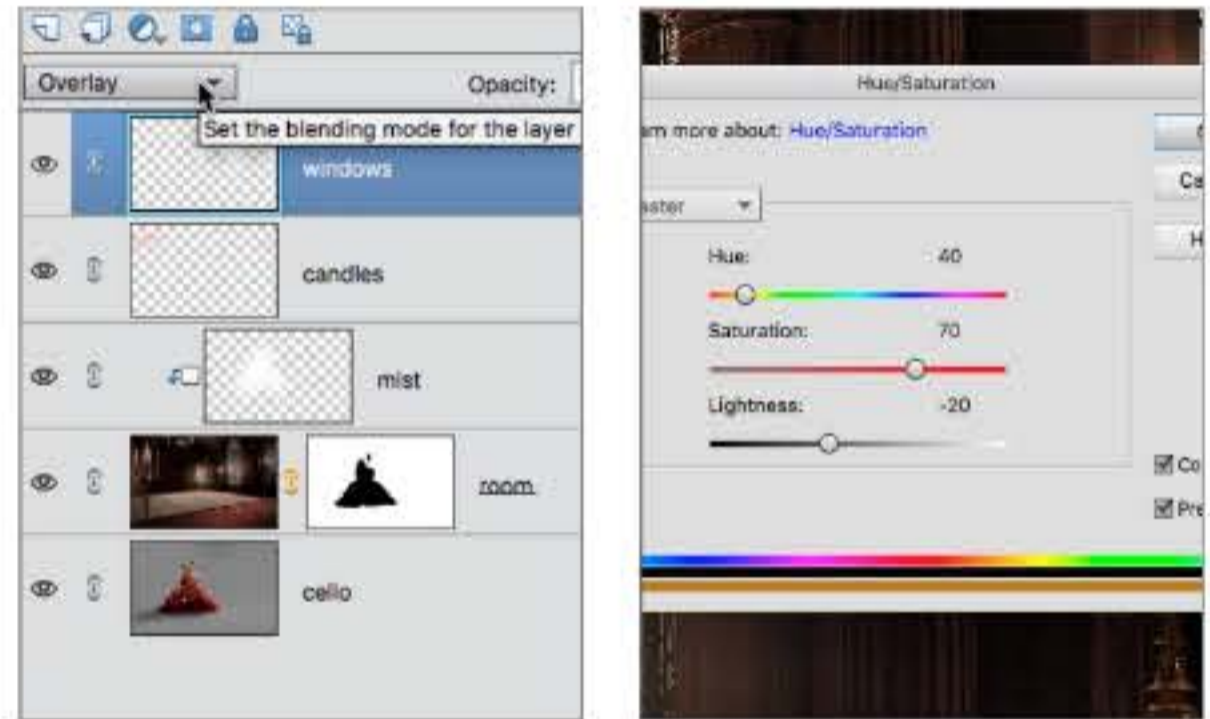 Overlay
Opacity:
Set the blending mode for the layer
windows
candles
mist
room
cello
Hue/Saturation
rn more about: Hue/Saturation
Ca
aster
H
Hue:
40
Saturation:
70
Lightness:
-20
Co
Pre